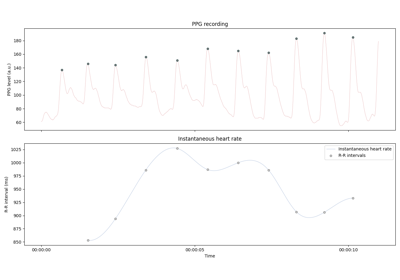 PPG recording
PPG level (a.u.)
180
160
140
120
100
80
60
Instantaneous heart rate
R-R interval (ms)
1025
1000
975
950
925
900
875
850
Instantaneous heart rate
R-R intervals
00:00:00
00:00:05
00:00:10
Time